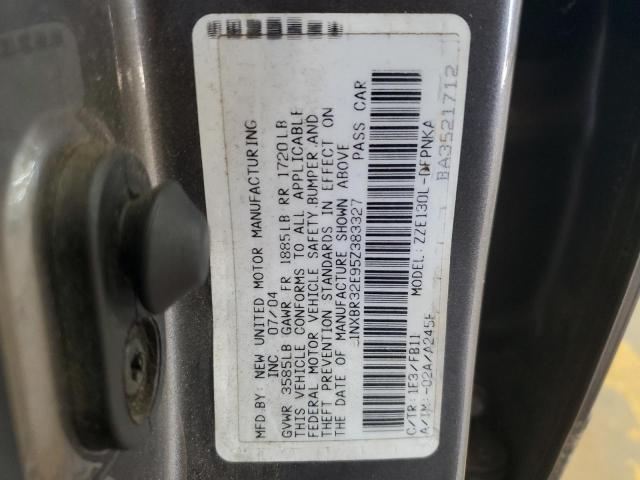 MFD.BY: NEW UNITED MOTOR MANUFACTURING
INC 07/04
GVWR 3585LB GAWR FR 1885LB RR 1720LB
THIS VEHICLE CONFORMS TO ALL APPLICABLE
FEDERAL MOTOR VEHICLE SAFETY,BUMPER,AND
THEFT PREVENTION STANDARDS IN EFFECT ON
THE DATE OF MANUFACTURE SHOWN ABOVE
1NXBR32E95Z383327 PASS CAR
MODEL: ZZE130L-DEPNKA
C/TR: 1E3/FB11
A/TM: -02A/A245E
BA3521712